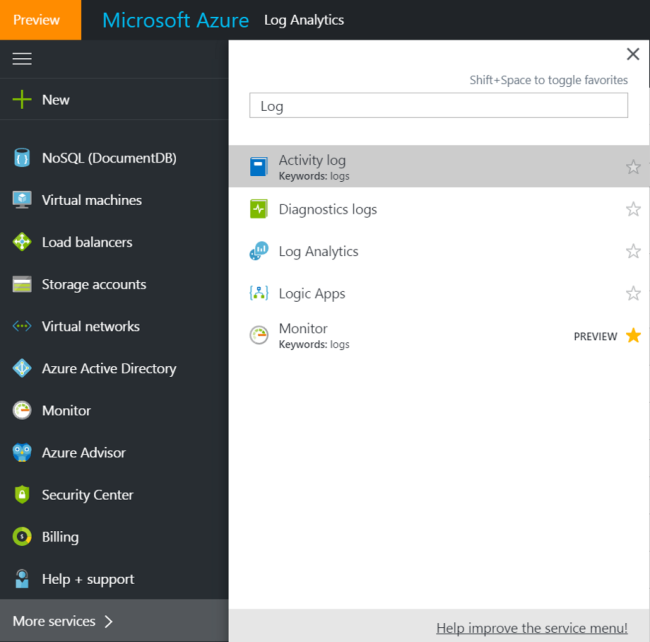 Preview
Microsoft Azure Log Analytics
New
NoSQL (DocumentDB)
Virtual machines
Load balancers
Storage accounts
Virtual networks
Azure Active Directory
Monitor
Azure Advisor
Security Center
Billing
Help + support
More services
Shift+Space to toggle favorites
Log
Activity log
Keywords: logs
Diagnostics logs
Log Analytics
Logic Apps
Monitor
Keywords: logs
PREVIEW
Help improve the service menu!